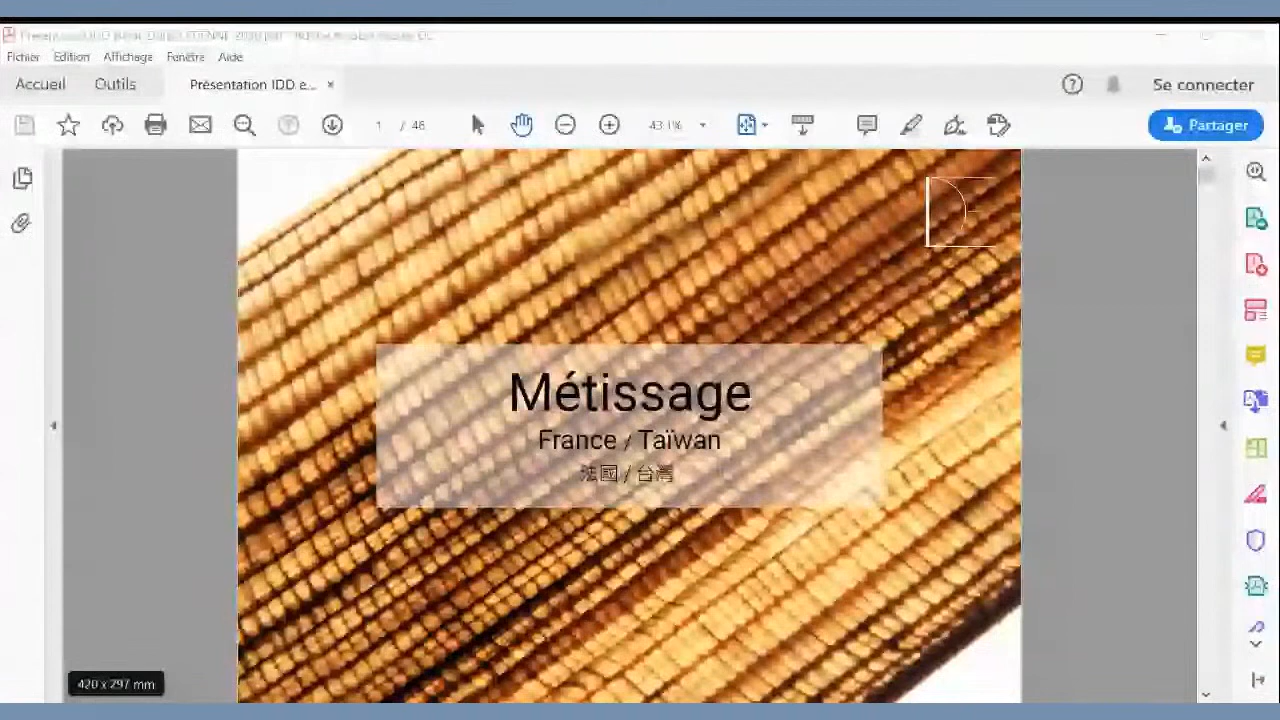 Fichier Edition Affichage Fenêtre Aide
Accueil Outils Présentation IDD e... × Se connecter
1 / 46 43,1% Partager
Métissage
France / Taïwan
法國 / 台灣
420 x 297 mm